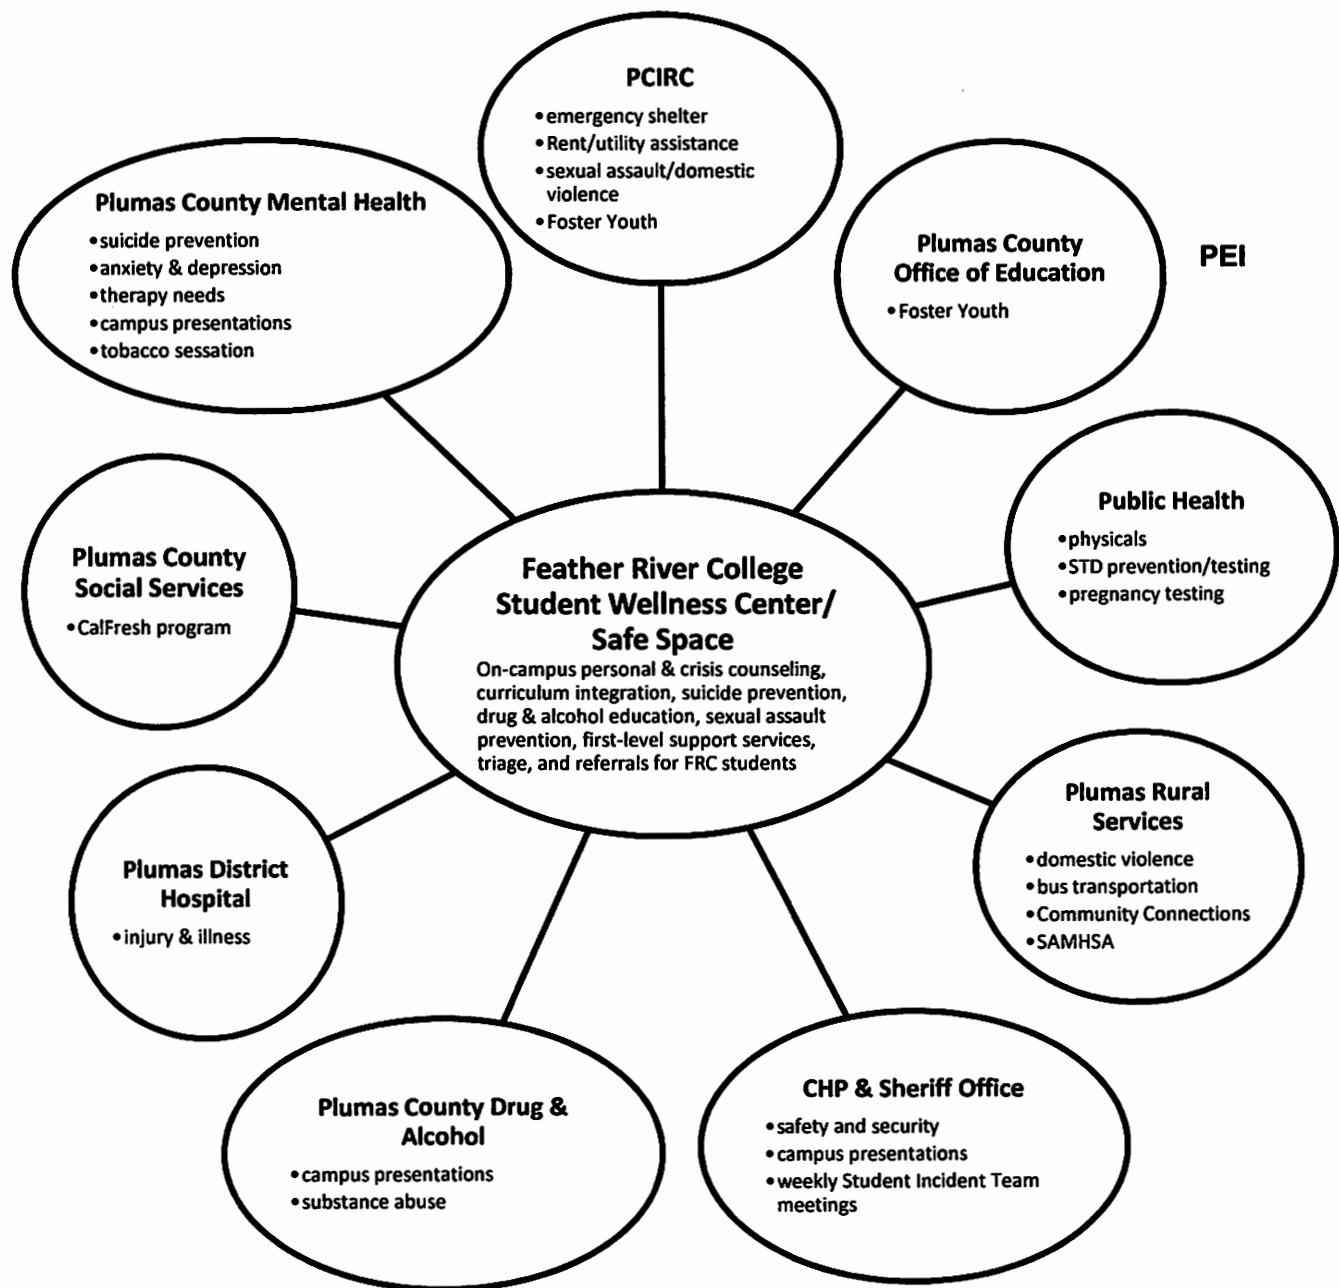 PCIRC
•emergency shelter
•Rent/utility assistance
•sexual assault/domestic
violence
•Foster Youth
Plumas County Mental Health
•suicide prevention
•anxiety & depression
•therapy needs
•campus presentations
•tobacco sessation
Plumas County
Office of Education
•Foster Youth
PEI
Public Health
•physicals
•STD prevention/testing
•pregnancy testing
Plumas County
Social Services
•CalFresh program
Feather River College
Student Wellness Center/
Safe Space
On-campus personal & crisis counseling,
curriculum integration, suicide prevention,
drug & alcohol education, sexual assault
prevention, first-level support services,
triage, and referrals for FRC students
Plumas Rural
Services
•domestic violence
•bus transportation
•Community Connections
•SAMHSA
Plumas District
Hospital
•injury & illness
Plumas County Drug &
Alcohol
•campus presentations
•substance abuse
CHP & Sheriff Office
•safety and security
•campus presentations
•weekly Student Incident Team
meetings